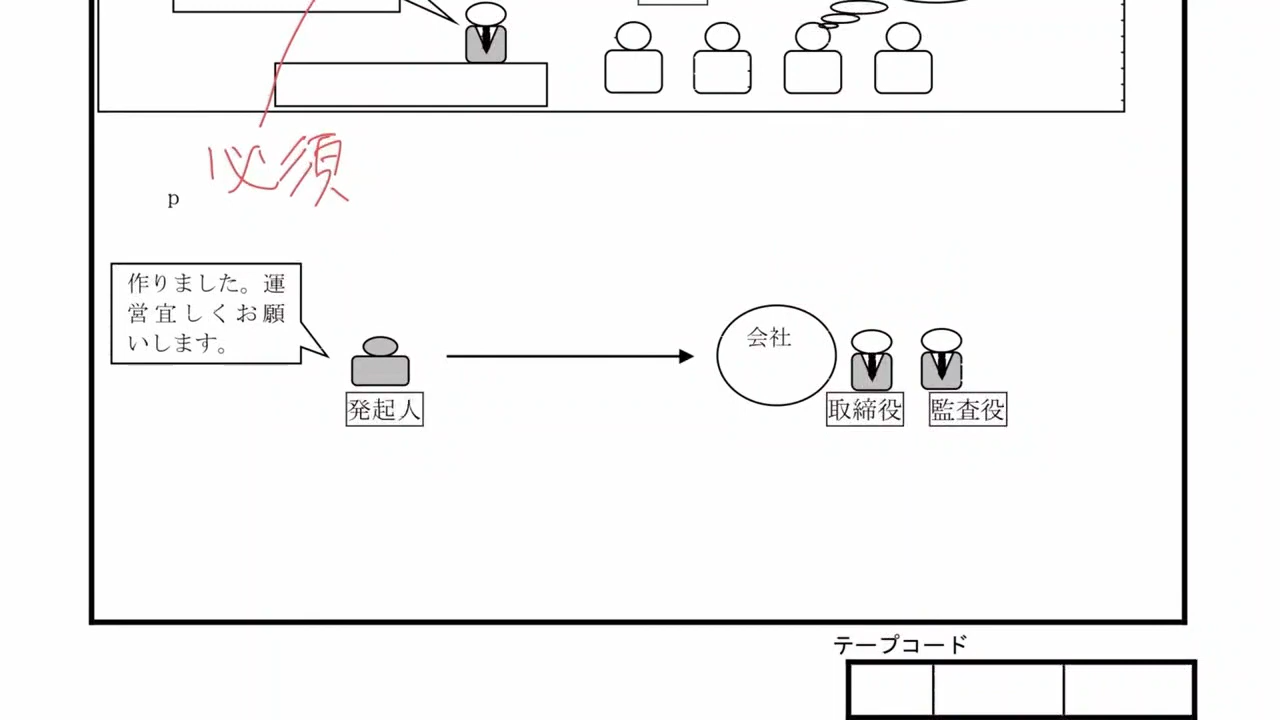 必須
p
作りました。運
営宜しくお願
いします。
会社
発起人
取締役
監査役
テープコード